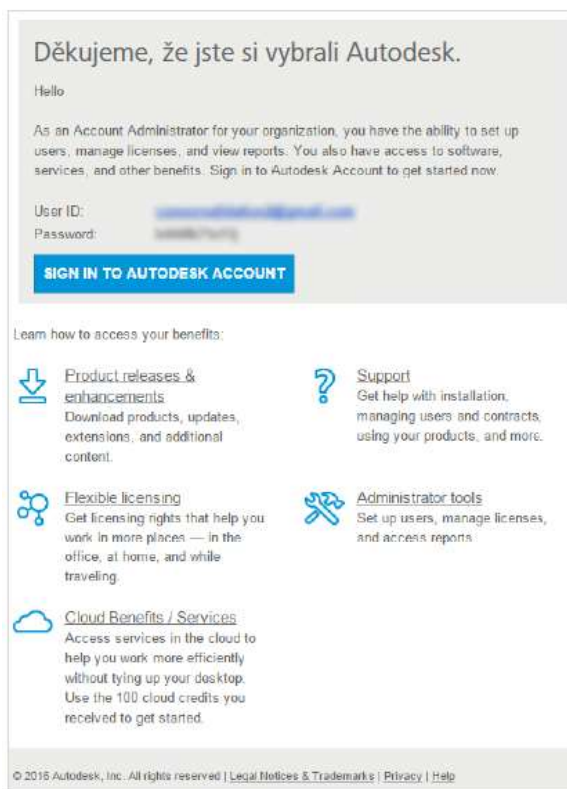 Děkujeme, že jste si vybrali Autodesk.
Hello
As an Account Administrator for your organization, you have the ability to set up
users, manage licenses, and view reports. You also have access to software,
services, and other benefits. Sign in to Autodesk Account to get started now.
User ID:
Password:
SIGN IN TO AUTODESK ACCOUNT
Learn how to access your benefits:
Product releases &
enhancements
Download products, updates,
extensions, and additional
content.
Support
Get help with installation,
managing users and contracts,
using your products, and more.
Flexible licensing
Get licensing rights that help you
work in more places — in the
office, at home, and while
traveling.
Administrator tools
Set up users, manage licenses,
and access reports
Cloud Benefits / Services
Access services in the cloud to
help you work more efficiently
without tying up your desktop.
Use the 100 cloud credits you
received to get started.
© 2016 Autodesk, Inc. All rights reserved | Legal Notices & Trademarks | Privacy | Help